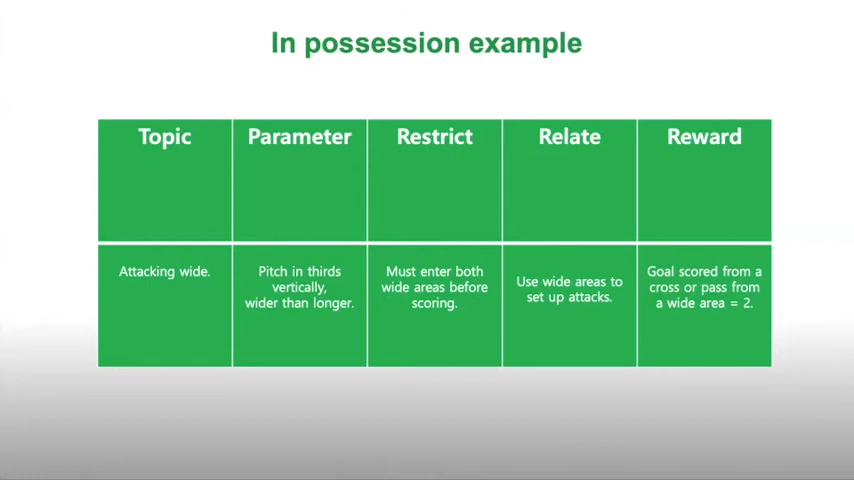 In possession example
Topic
Parameter
Restrict
Relate
Reward
Attacking wide.
Pitch in thirds
vertically,
wider than longer.
Must enter both
wide areas before
scoring.
Use wide areas to
set up attacks.
Goal scored from a
cross or pass from
a wide area = 2.